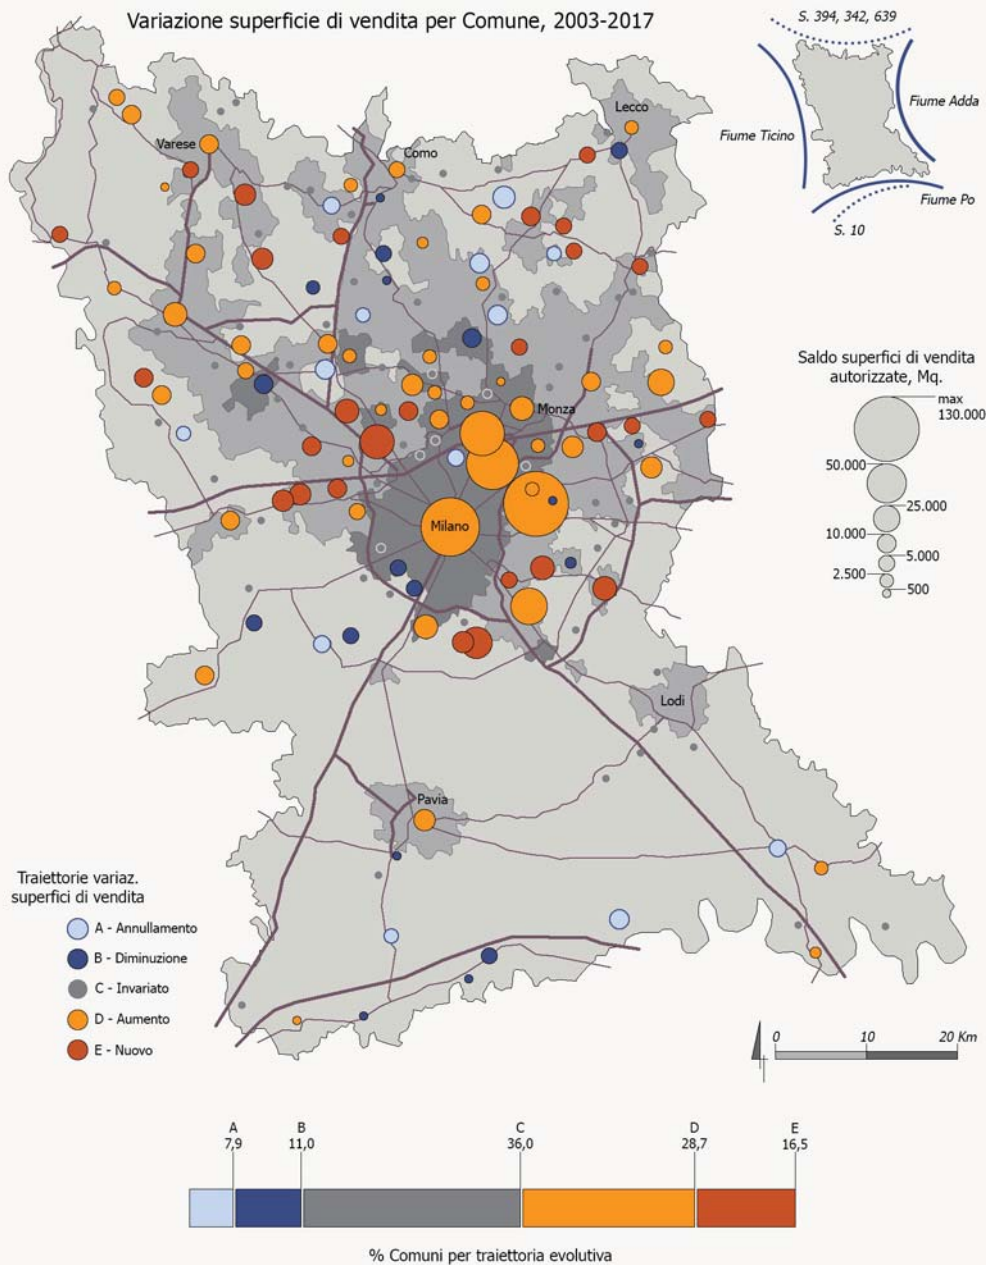 Variazione superficie di vendita per Comune, 2003-2017
S. 394, 342, 639
Fiume Adda
Fiume Ticino
Fiume Po
S. 10
Lecco
Varese
Como
Monza
Milano
Lodi
Pavia
Saldo superfici di vendita
autorizzate, Mq.
max
130.000
50.000
25.000
10.000
5.000
2.500
500
Traiettorie variaz.
superfici di vendita
A - Annullamento
B - Diminuzione
C - Invariato
D - Aumento
E - Nuovo
0 10 20 Km
A B C D E
7,9 11,0 36,0 28,7 16,5
% Comuni per traiettoria evolutiva